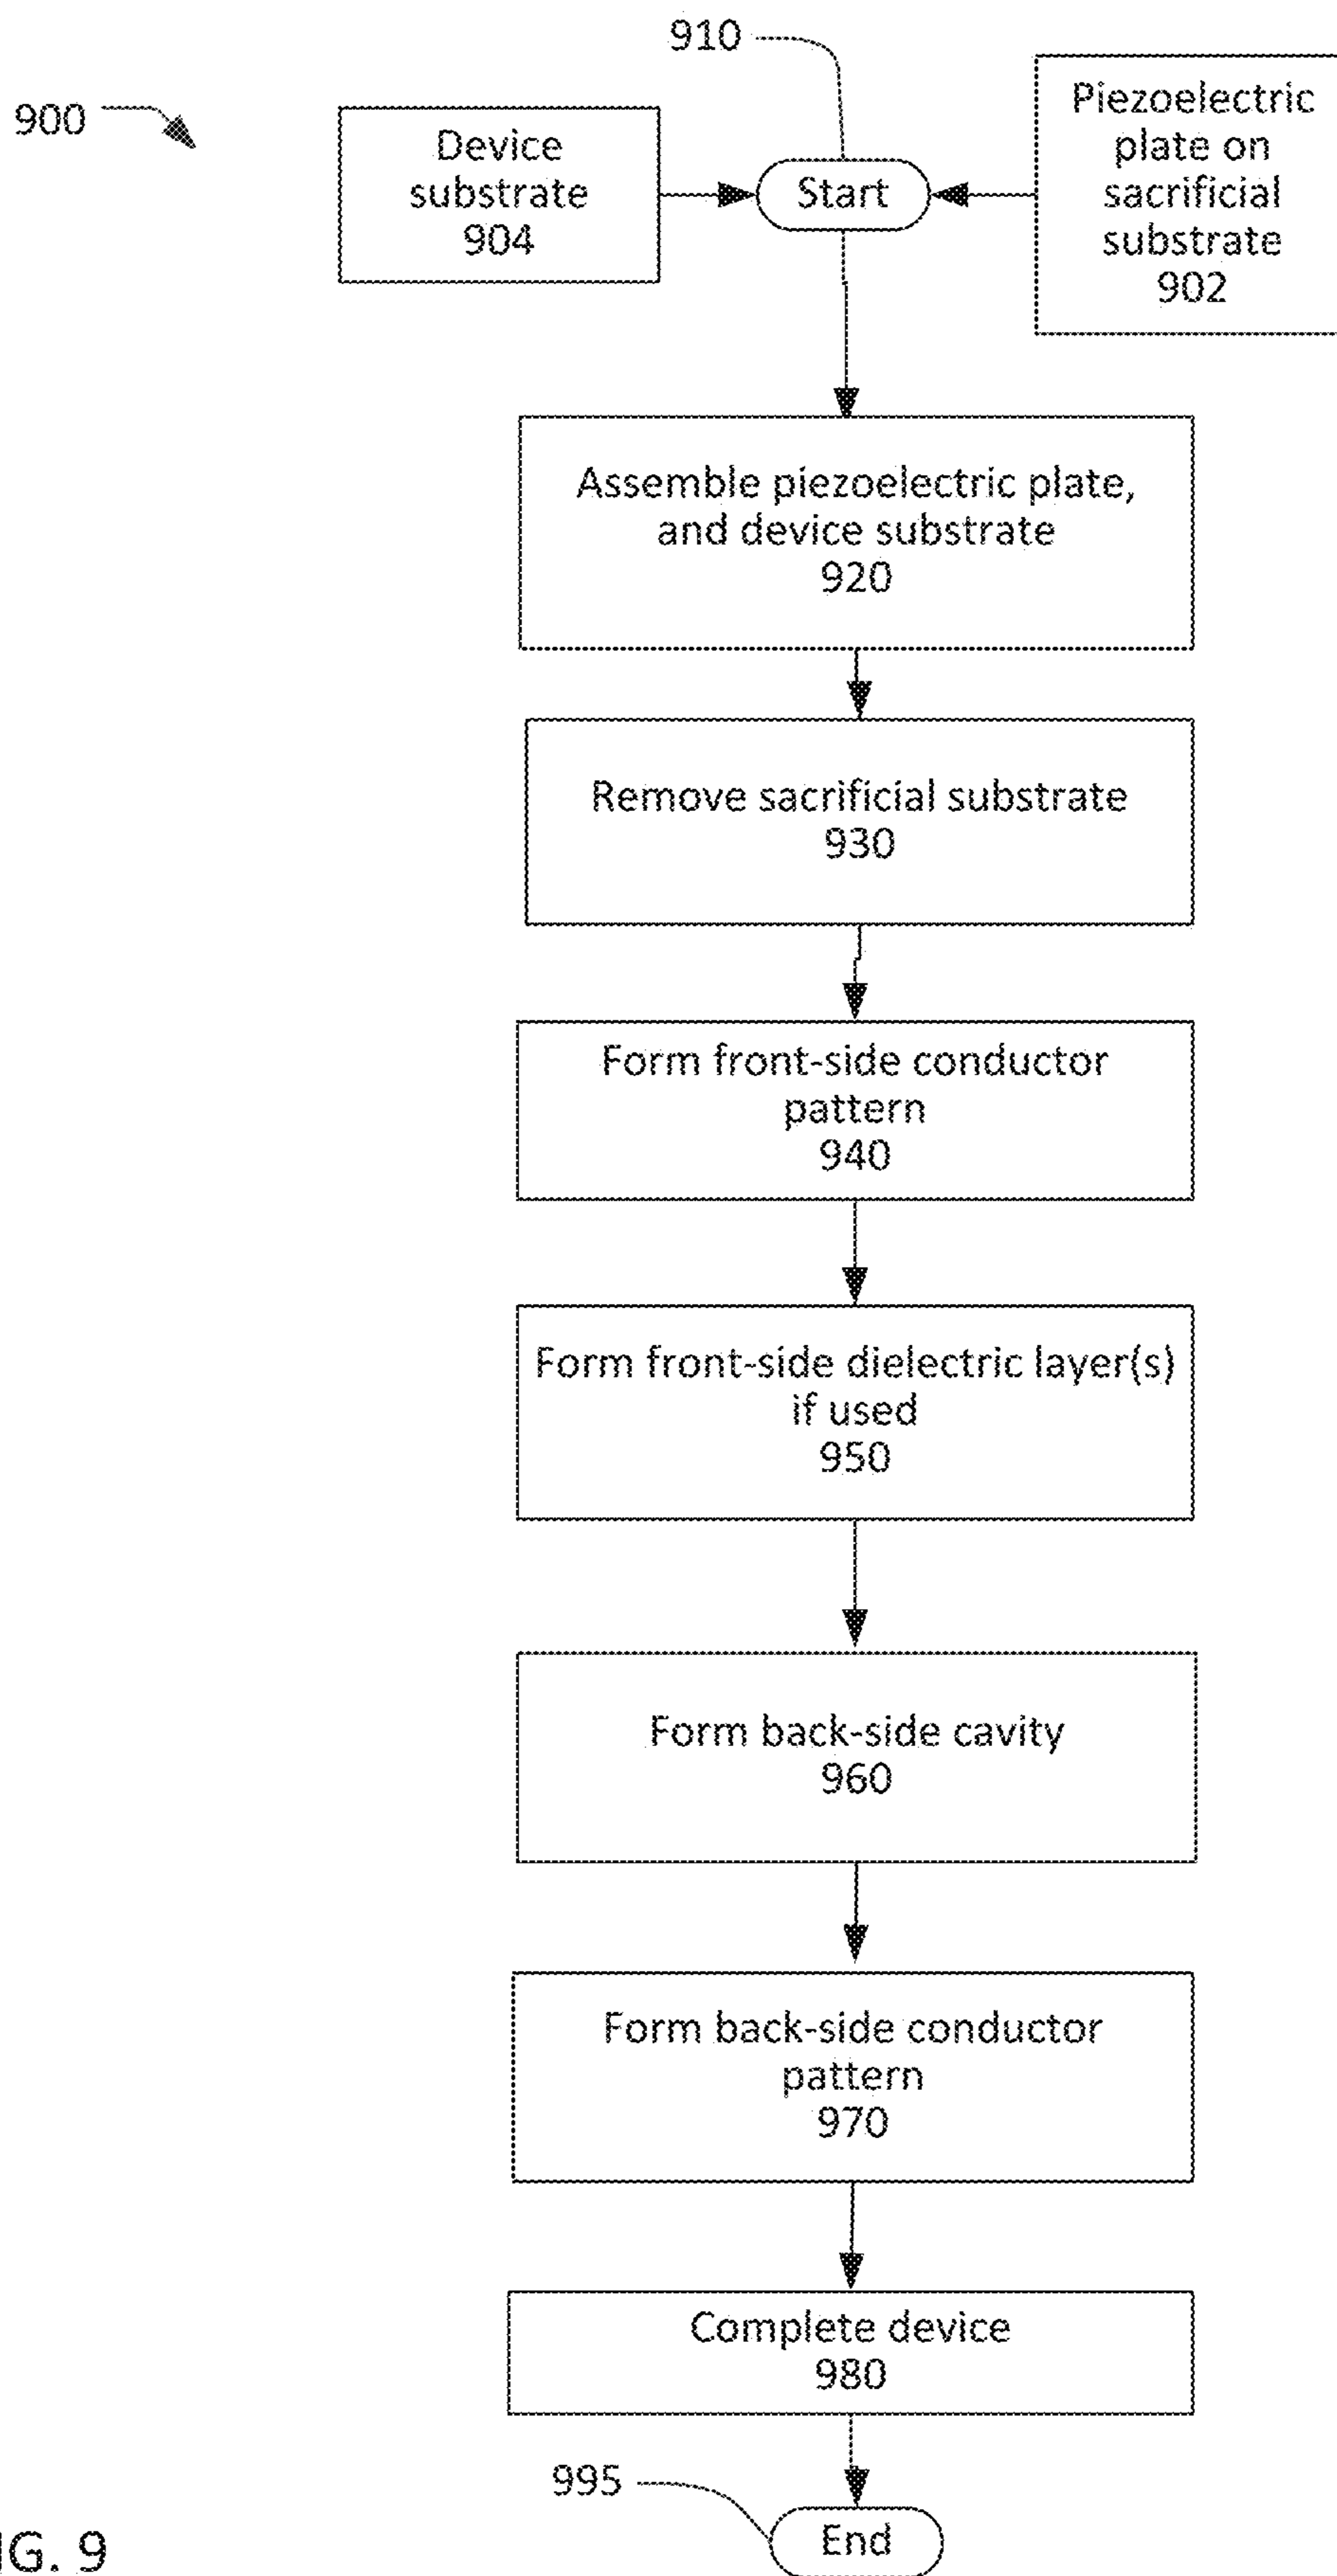 910
900
Device
substrate
904
Start
Piezoelectric
plate on
sacrificial
substrate
902
Assemble piezoelectric plate,
and device substrate
920
Remove sacrificial substrate
930
Form front-side conductor
pattern
940
Form front-side dielectric layer(s)
if used
950
Form back-side cavity
960
Form back-side conductor
pattern
970
Complete device
980
995
End
IG. 9